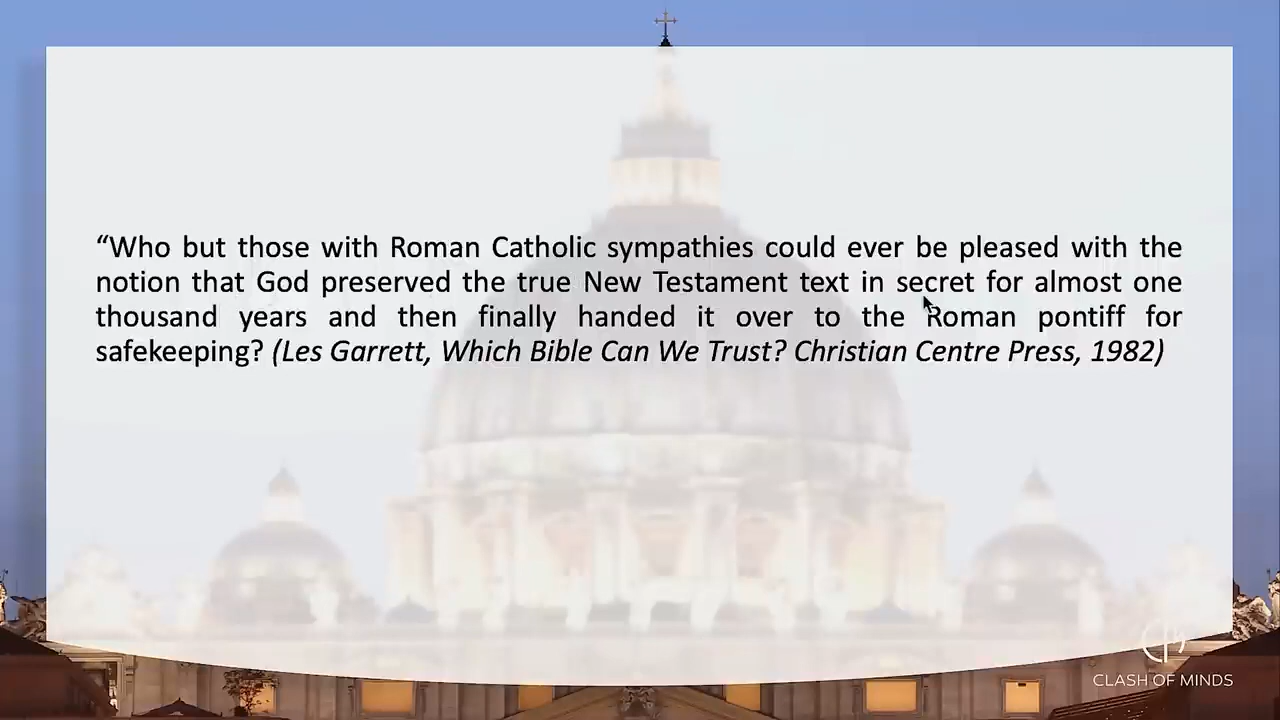 “Who but those with Roman Catholic sympathies could ever be pleased with the
notion that God preserved the true New Testament text in secret for almost one
thousand years and then finally handed it over to the Roman pontiff for
safekeeping? (Les Garrett, Which Bible Can We Trust? Christian Centre Press, 1982)
CLASH OF MINDS